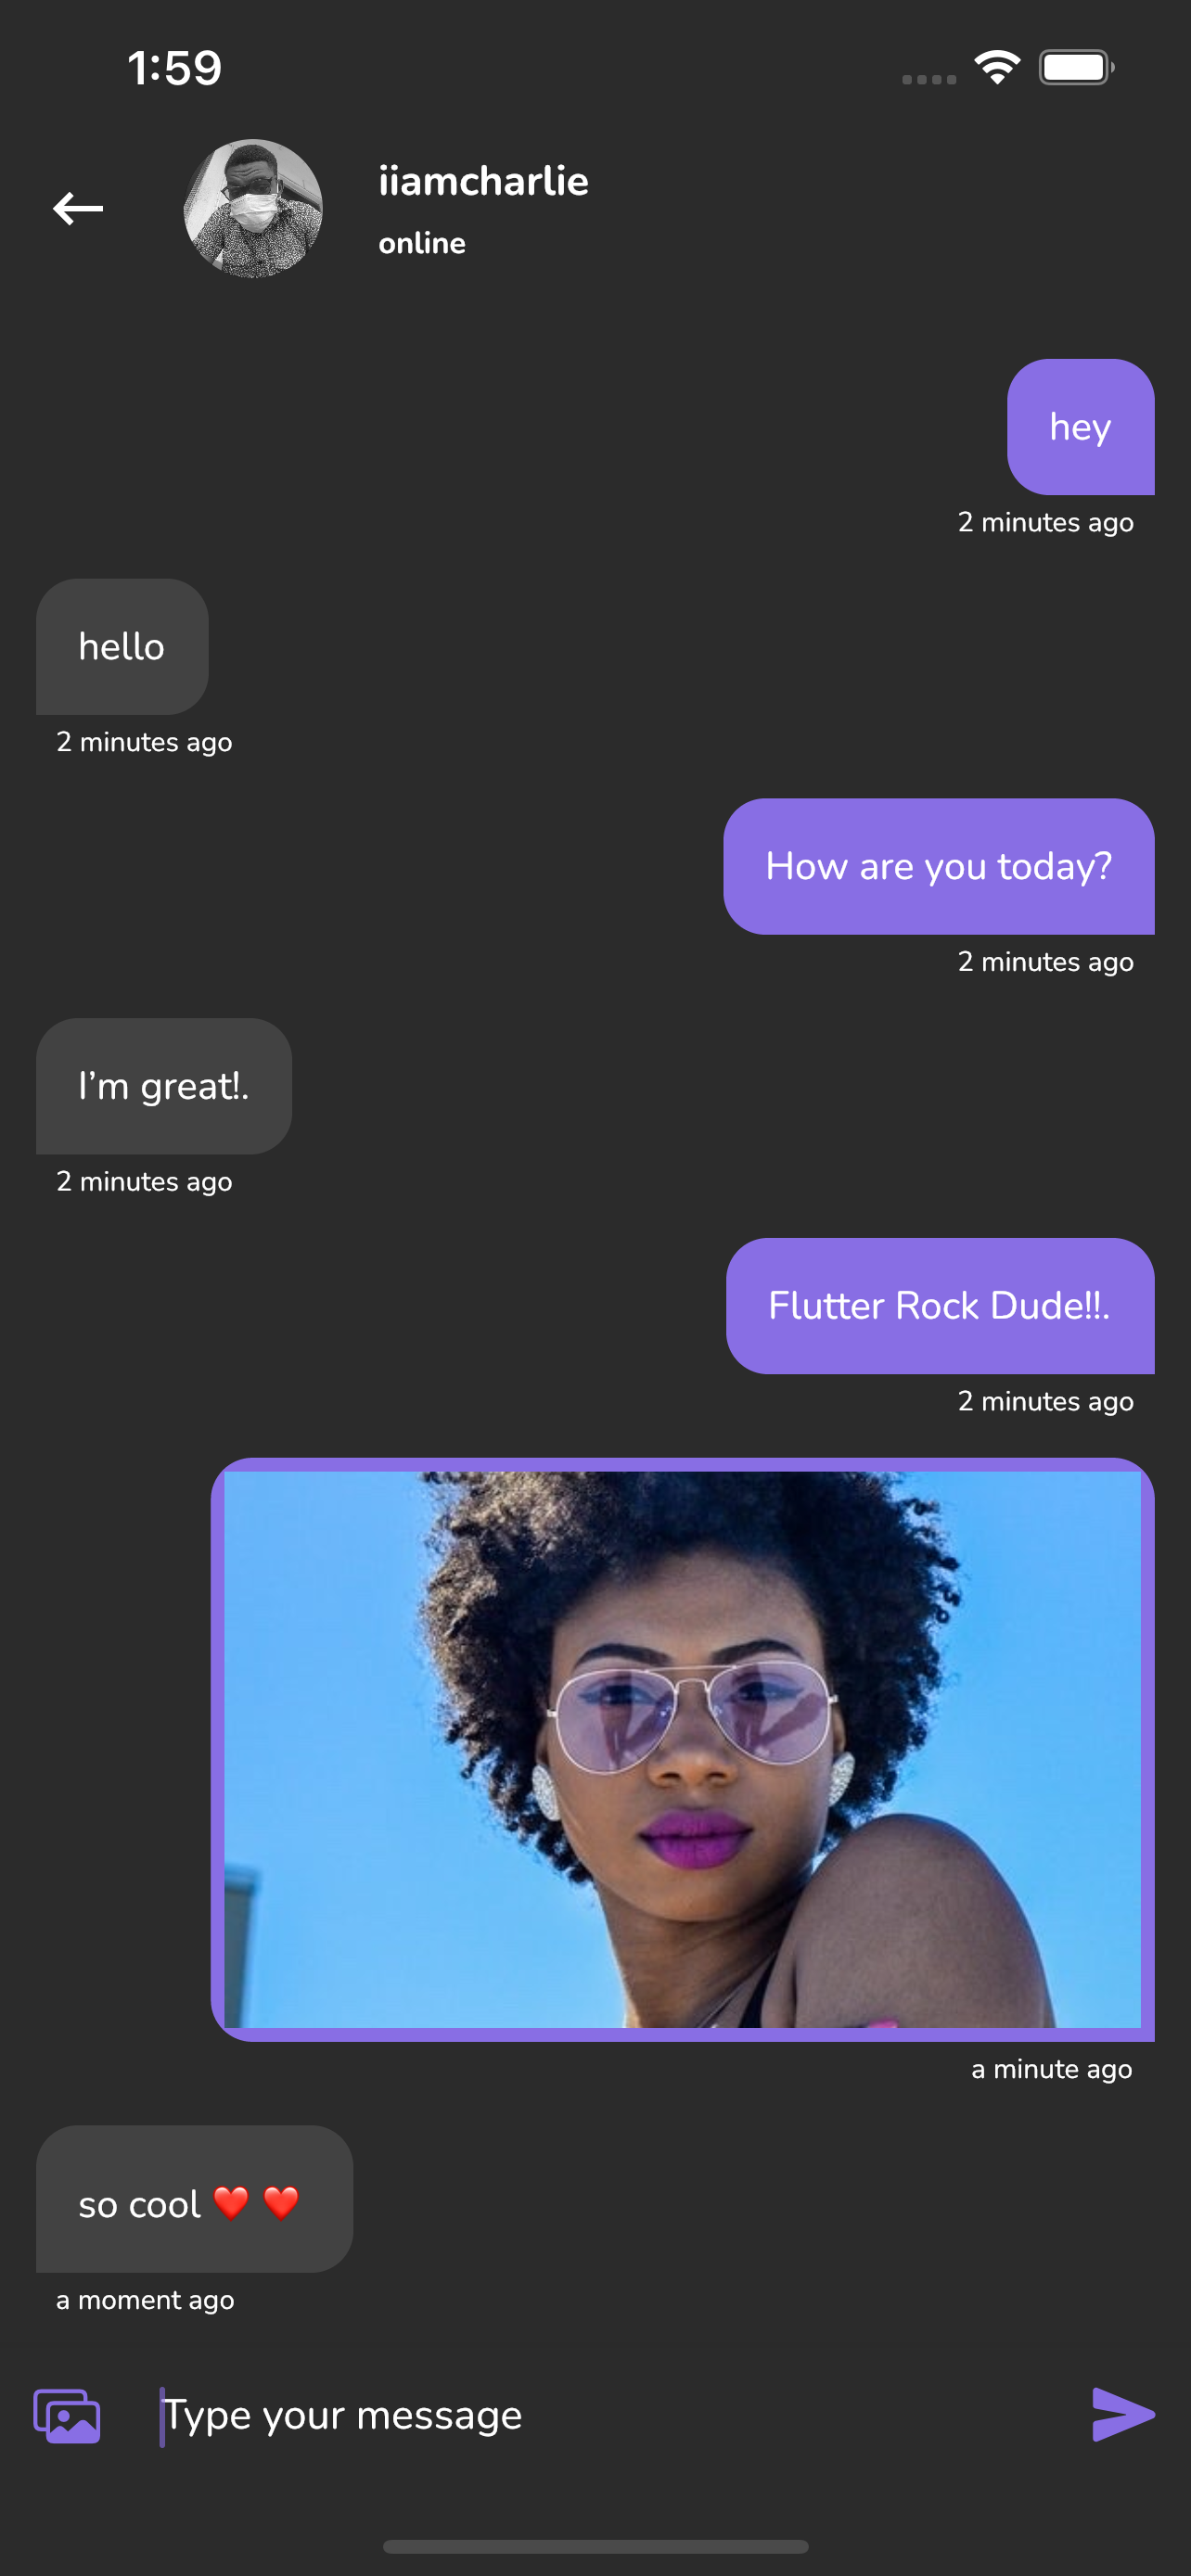 1:59
iiamcharlie
online
hey
2 minutes ago
hello
2 minutes ago
How are you today?
2 minutes ago
I’m great!.
2 minutes ago
Flutter Rock Dude!!.
2 minutes ago
a minute ago
so cool ❤️ ❤️
a moment ago
Type your message